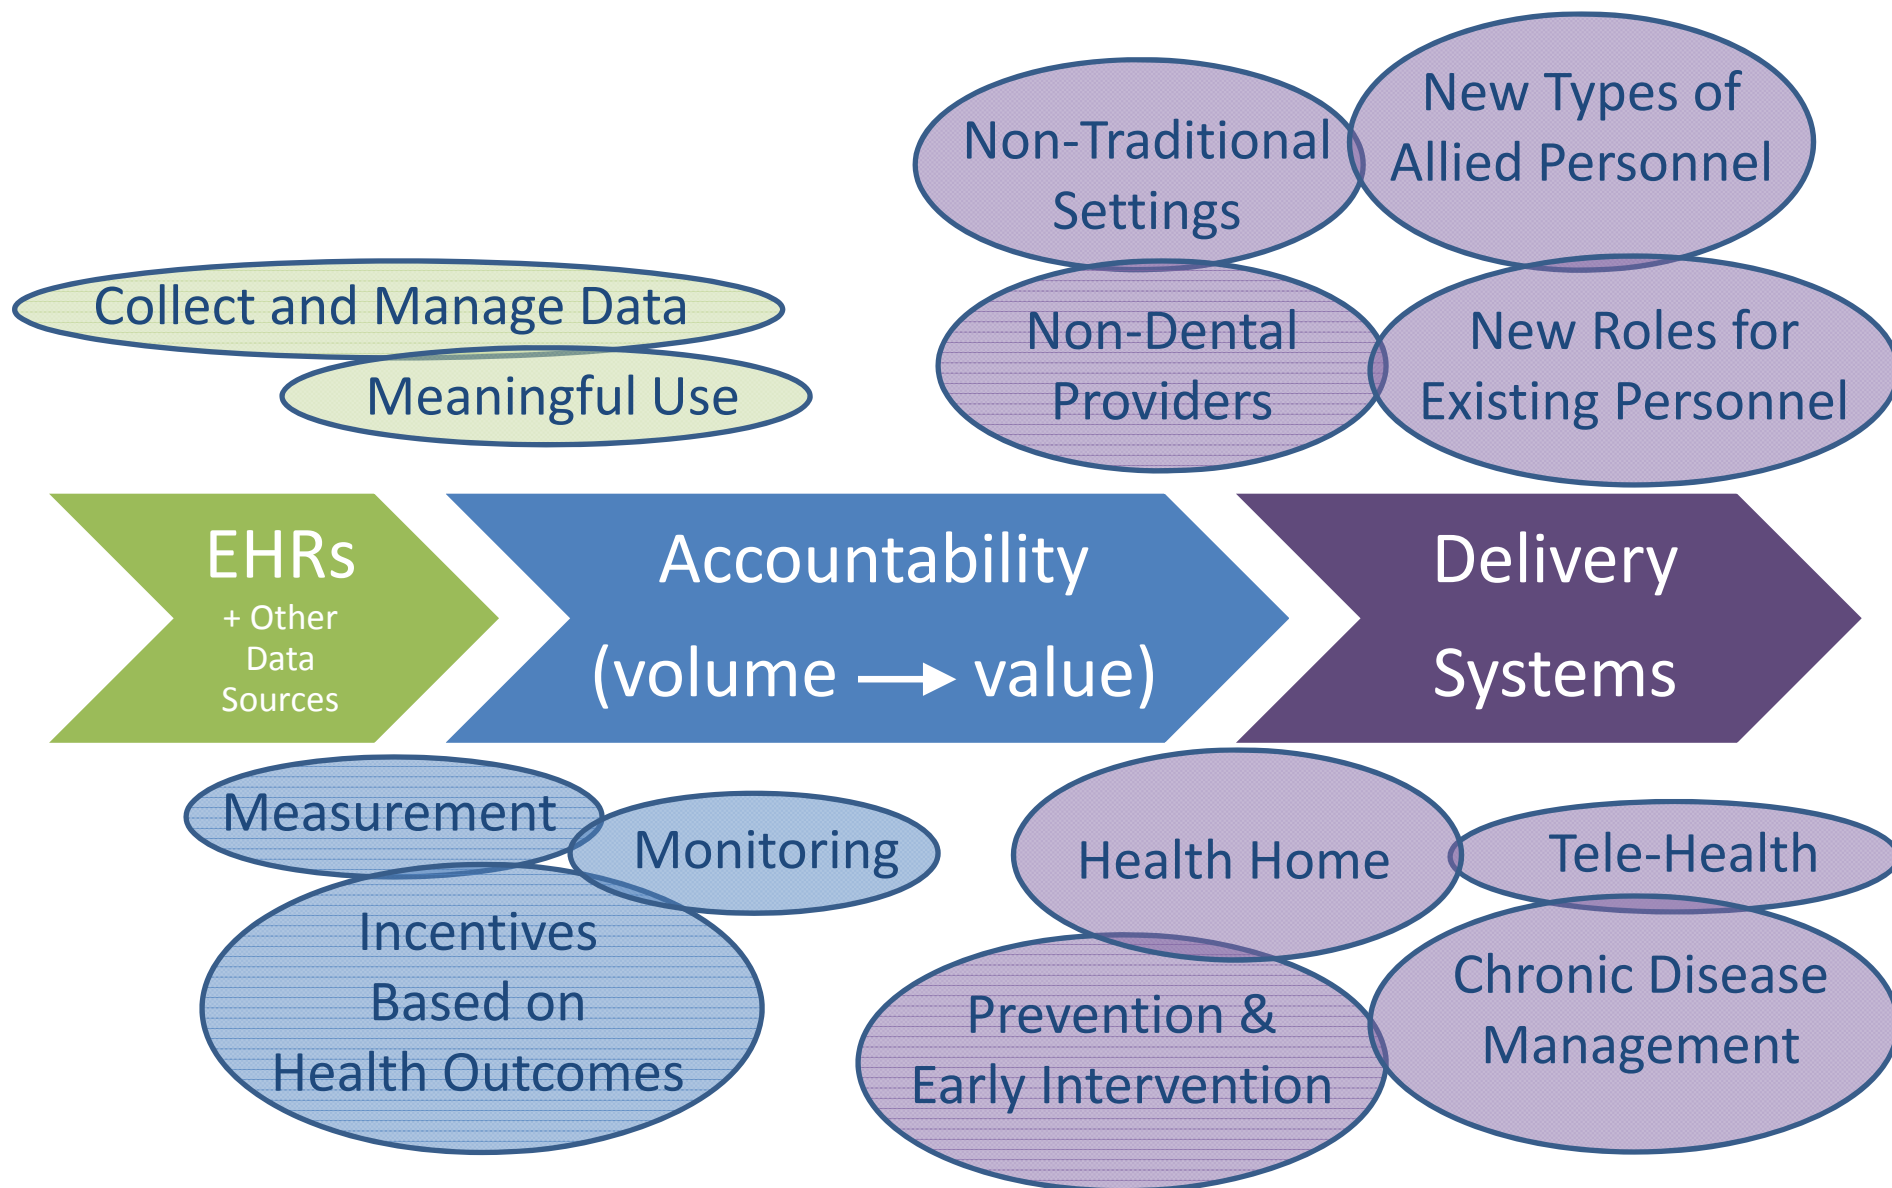 Non-Traditional
Settings
New Types of
Allied Personnel
Collect and Manage Data
Meaningful Use
Non-Dental
Providers
New Roles for
Existing Personnel
EHRs
+ Other
Data
Sources
Accountability
(volume → value)
Delivery
Systems
Measurement
Monitoring
Incentives
Based on
Health Outcomes
Health Home
Tele-Health
Prevention &
Early Intervention
Chronic Disease
Management